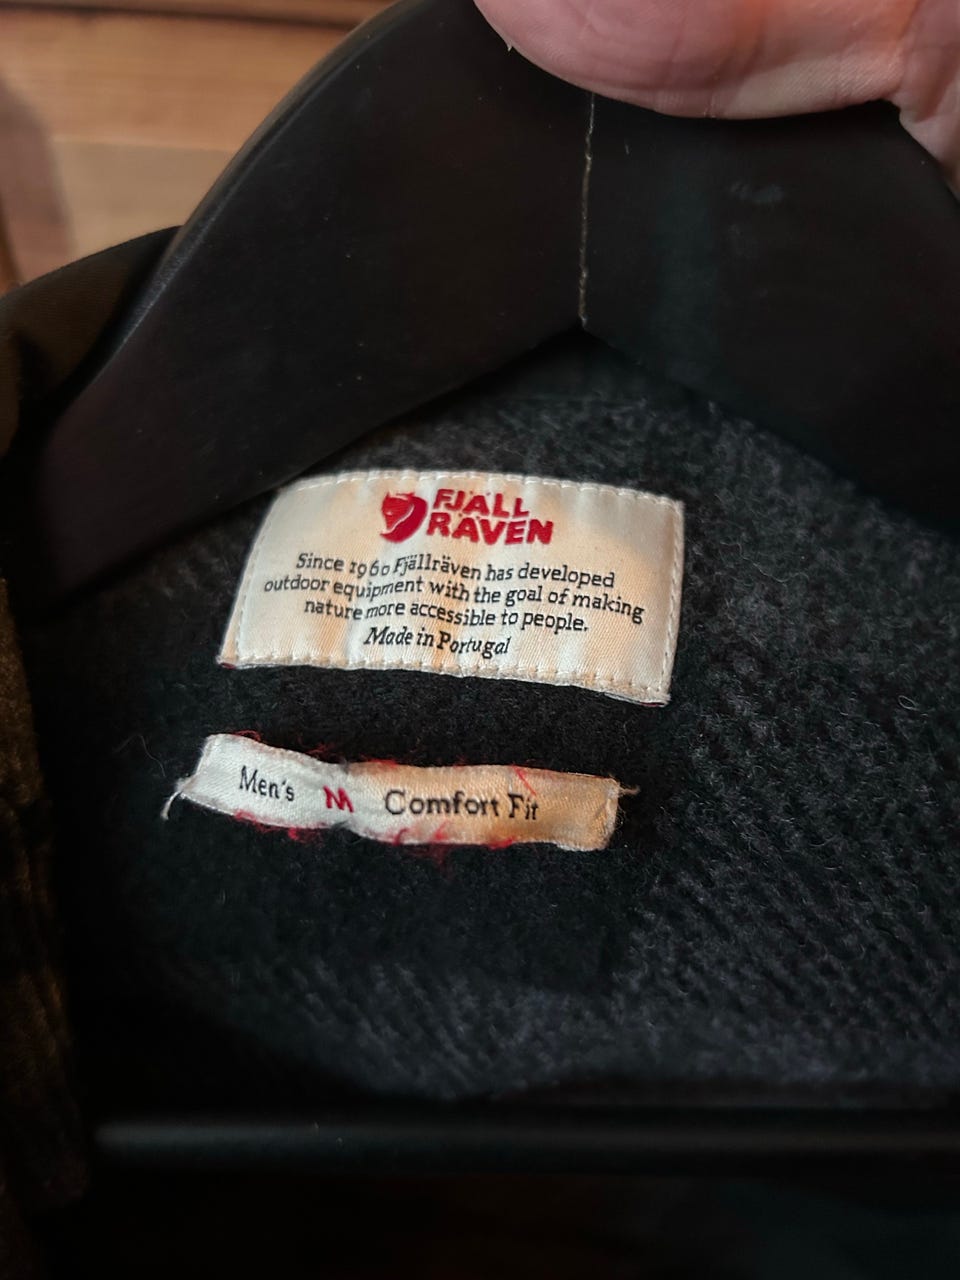 FJÄLL
RÄVEN
Since 1960 Fjällräven has developed
outdoor equipment with the goal of making
nature more accessible to people.
Made in Portugal
Men's M Comfort Fit